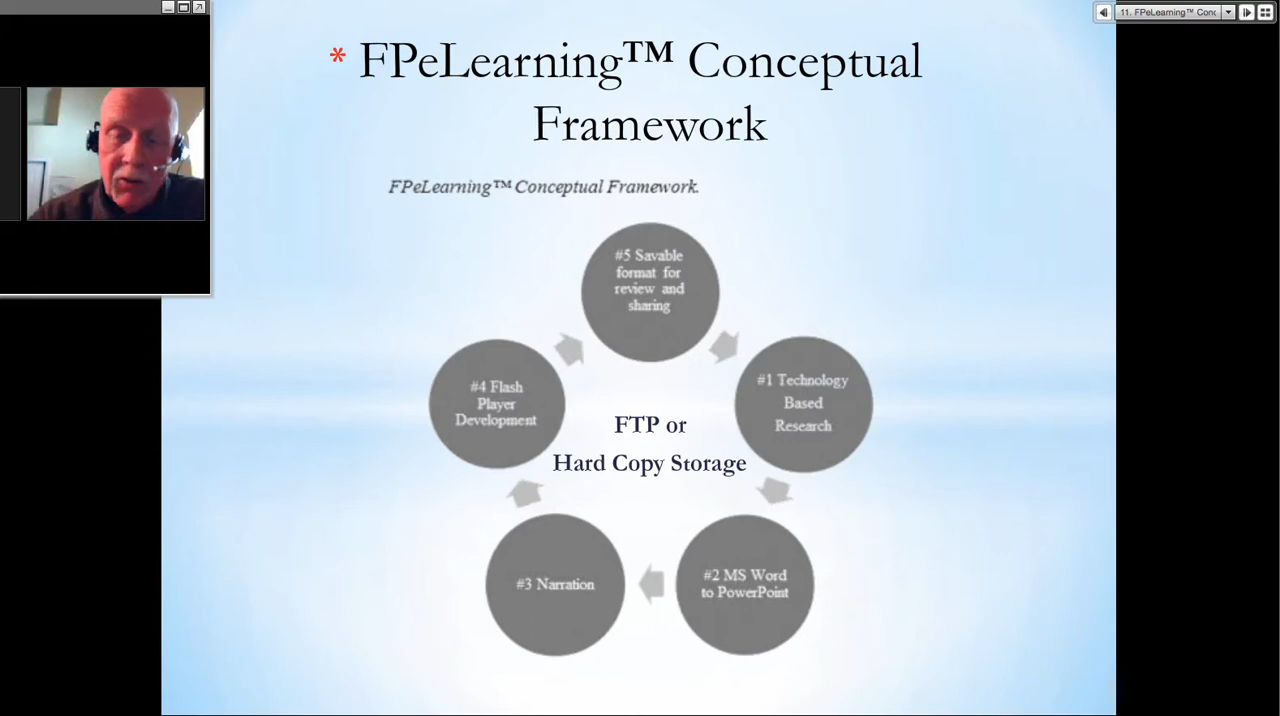 11. FPeLearning™ Conc
* FPeLearning™ Conceptual
Framework
FPeLearning™ Conceptual Framework.
#5 Savable
format for
review and
sharing
#4 Flash
Player
Development
#1 Technology
Based
Research
FTP or
Hard Copy Storage
#3 Narration
#2 MS Word
to PowerPoint